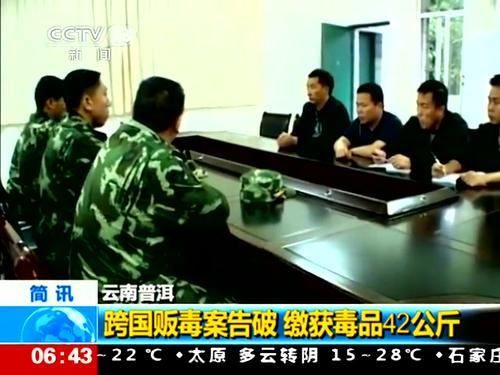 CCTV 13
新闻
简讯
云南普洱
跨国贩毒案告破 缴获毒品42公斤
06:43
~22℃ ·太原 多云转阴 15~28℃ ·石家庄